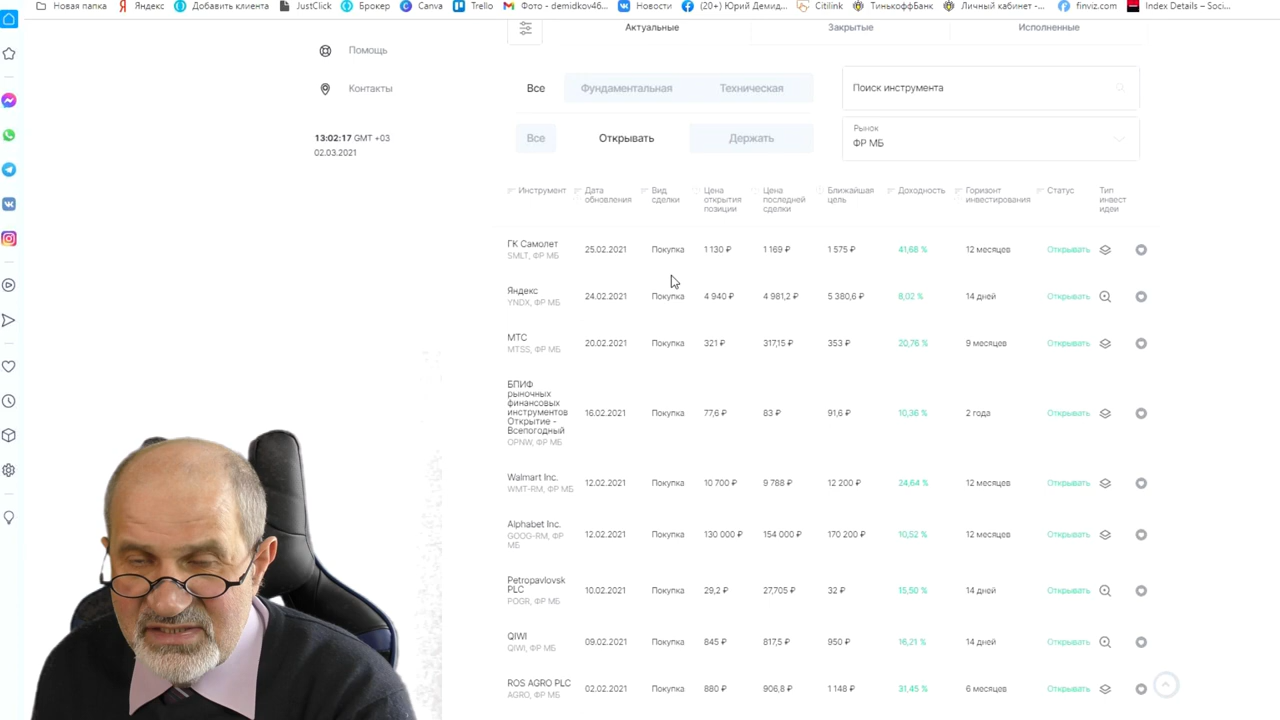 Новая папка Яндекс Добавить клиента JustClick Брокер Canva Trello Фото - demidkov46... Новости (20+) Юрий Демид... Citilink ТинькоффБанк Личный кабинет -... finviz.com Index Details – Soci...
Актуальные Закрытые Исполненные
Помощь
Контакты
13:02:17 GMT +03
02.03.2021
Все Фундаментальная Техническая
Поиск инструмента
Все Открывать Держать
Рынок
ФР МБ
Инструмент
Дата
обновления
Вид
сделки
Цена
открытия
позиции
Цена
последней
сделки
Ближайшая
цель
Доходность
Горизонт
инвестирования
Статус
Тип
инвест
идеи
ГК Самолет
SMLT, ФР МБ
25.02.2021 Покупка 1 130 ₽ 1 169 ₽ 1 575 ₽ 41,66 % 12 месяцев Открывать
Яндекс
YNDX, ФР МБ
24.02.2021 Покупка 4 940 ₽ 4 981,2 ₽ 5 380,6 ₽ 8,02 % 14 дней Открывать
МТС
MTSS, ФР МБ
20.02.2021 Покупка 321 ₽ 317,15 ₽ 353 ₽ 20,76 % 9 месяцев Открывать
БПИФ
рыночных
финансовых
инструментов
Открытие -
Всепогодный
OPNW, ФР МБ
16.02.2021 Покупка 77,6 ₽ 83 ₽ 91,6 ₽ 10,36 % 2 года Открывать
Walmart Inc.
WMT-RM, ФР МБ
12.02.2021 Покупка 10 700 ₽ 9 788 ₽ 12 200 ₽ 24,64 % 12 месяцев Открывать
Alphabet Inc.
GOOG-RM, ФР
МБ
12.02.2021 Покупка 130 000 ₽ 154 000 ₽ 170 200 ₽ 10,52 % 12 месяцев Открывать
Petropavlovsk
PLC
POGR, ФР МБ
10.02.2021 Покупка 29,2 ₽ 27,705 ₽ 32 ₽ 15,50 % 14 дней Открывать
QIWI
QIWI, ФР МБ
09.02.2021 Покупка 845 ₽ 817,5 ₽ 950 ₽ 16,21 % 14 дней Открывать
ROS AGRO PLC
AGRO, ФР МБ
02.02.2021 Покупка 880 ₽ 906,8 ₽ 1 148 ₽ 31,45 % 6 месяцев Открывать